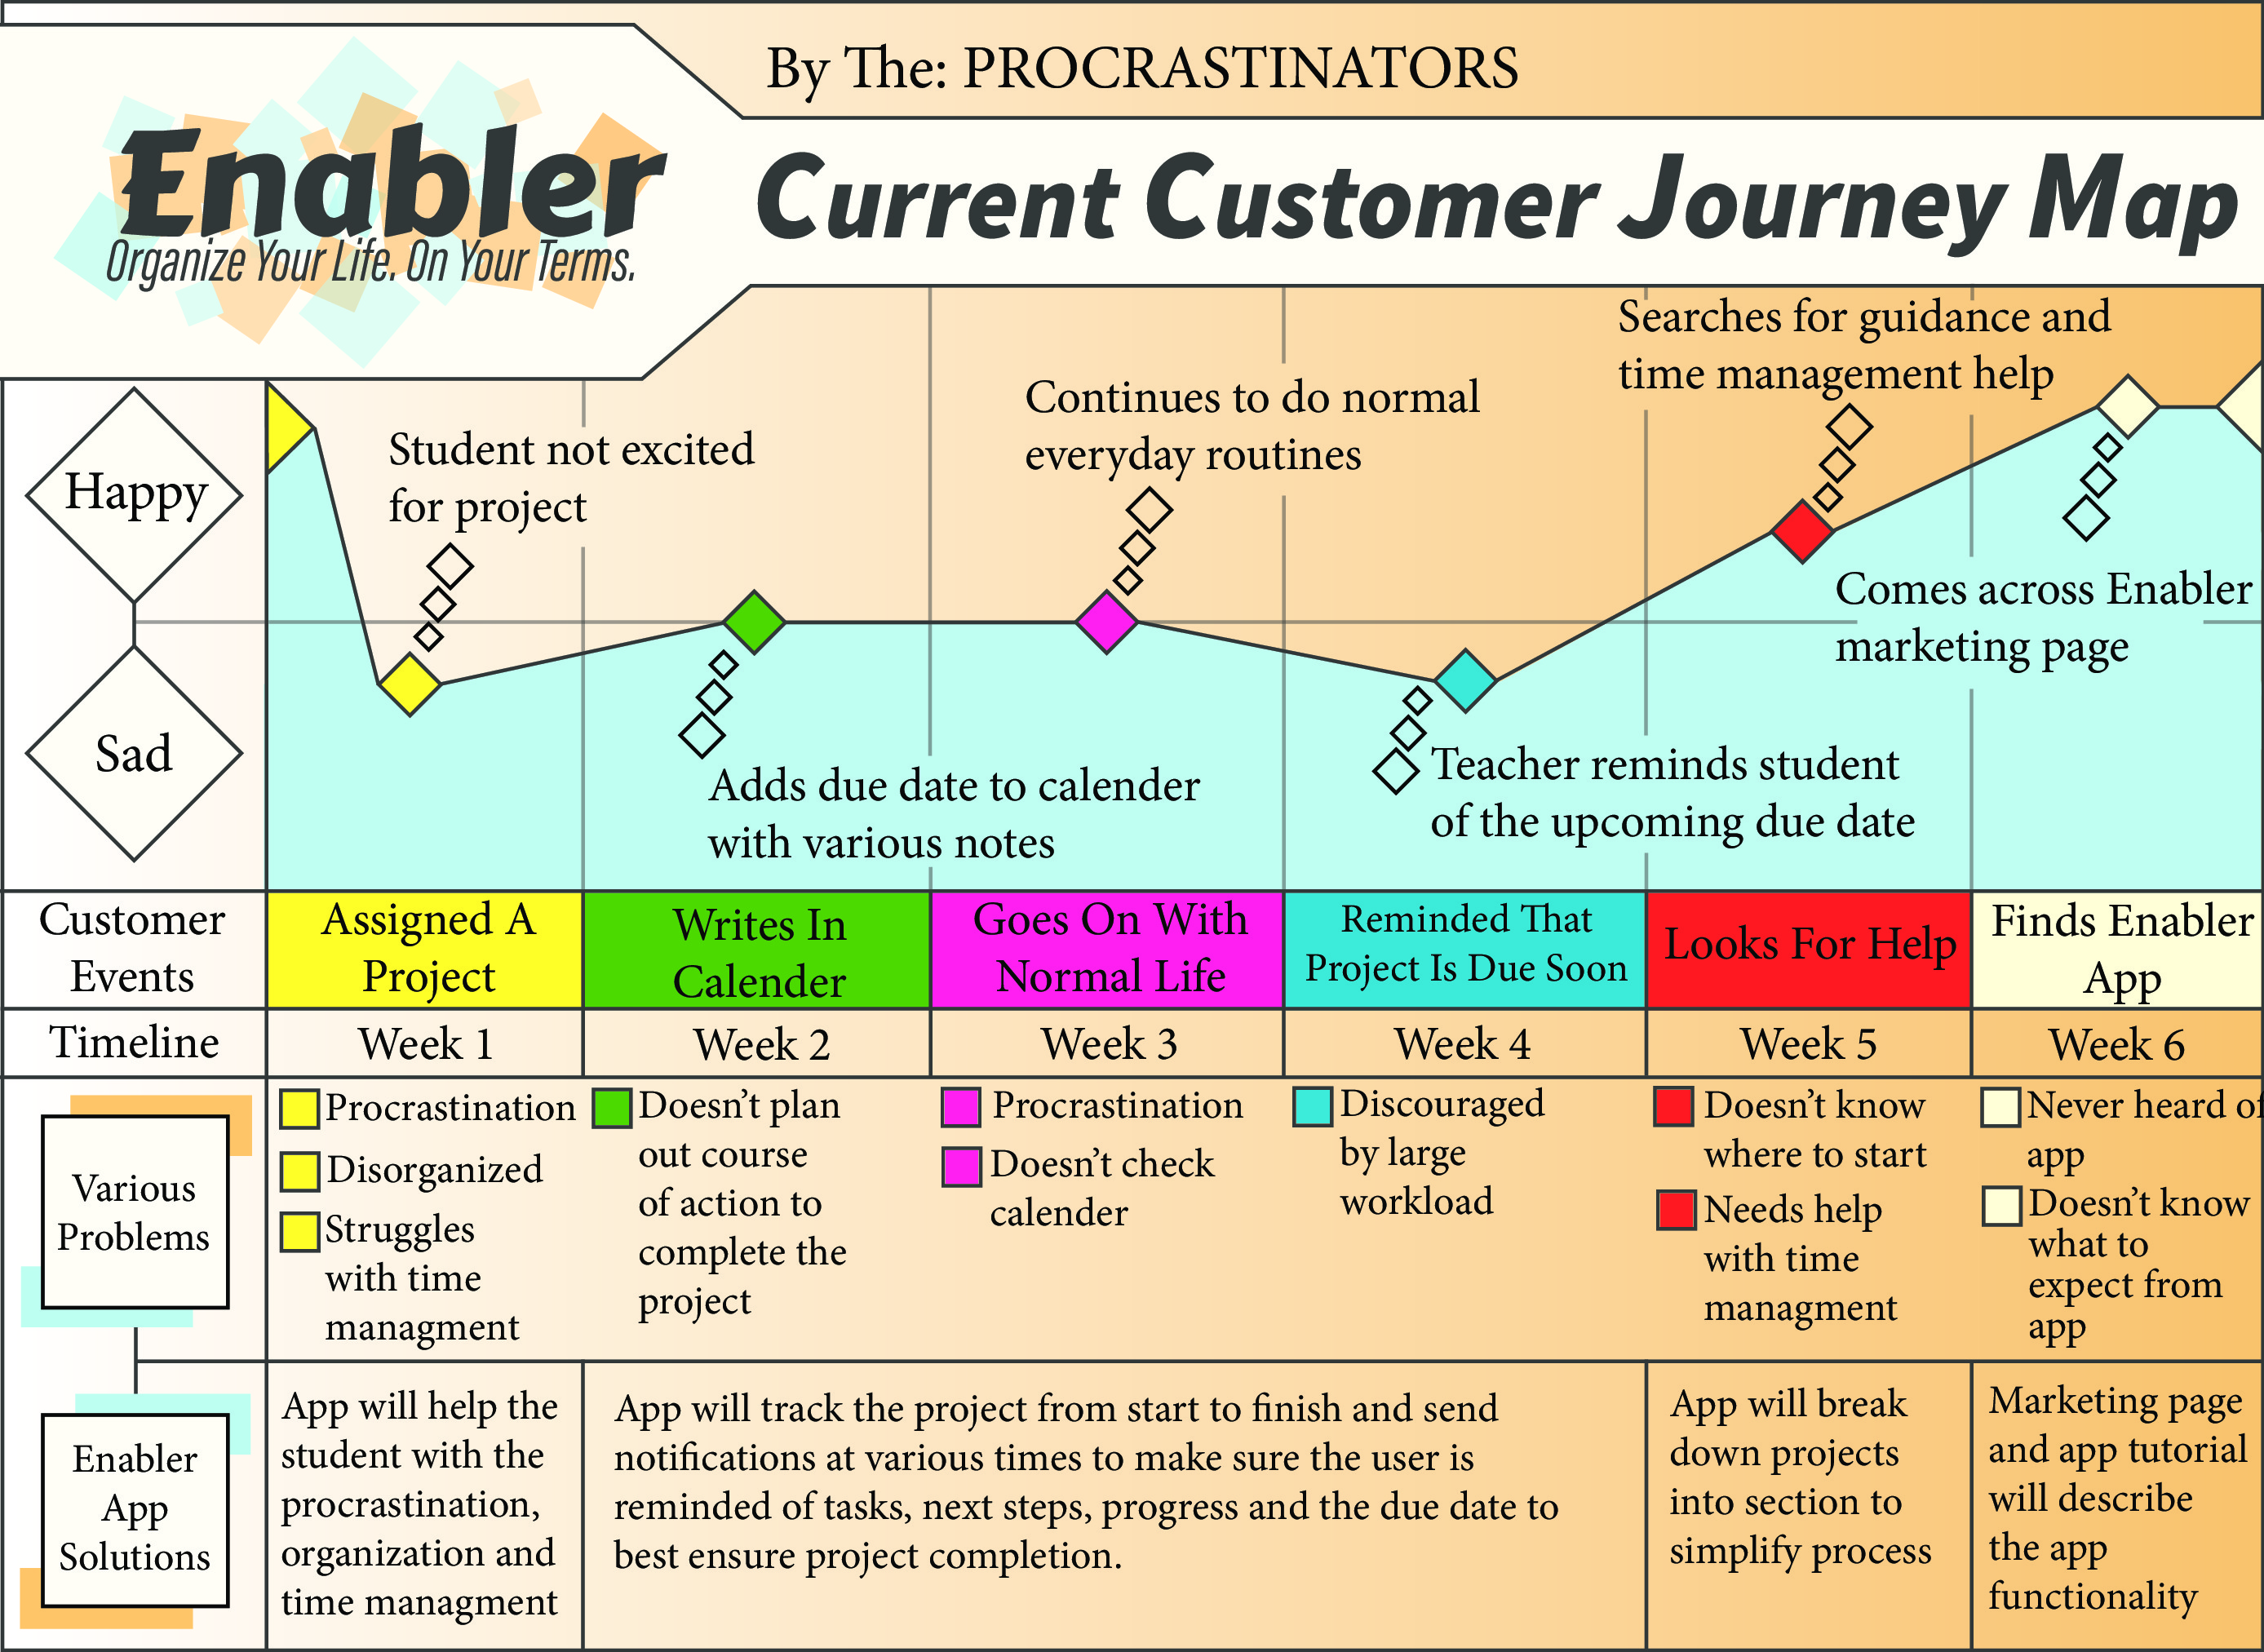 By The: PROCRASTINATORS
Enabler
Organize Your Life. On Your Terms.
Current Customer Journey Map
Happy
Sad
Student not excited
for project
Adds due date to calender
with various notes
Continues to do normal
everyday routines
Teacher reminds student
of the upcoming due date
Searches for guidance and
time management help
Comes across Enabler
marketing page
Customer
Events
Assigned A
Project
Writes In
Calender
Goes On With
Normal Life
Reminded That
Project Is Due Soon
Looks For Help
Finds Enabler
App
Timeline
Week 1
Week 2
Week 3
Week 4
Week 5
Week 6
Various
Problems
Procrastination
Disorganized
Struggles
with time
managment
Doesn't plan
out course
of action to
complete the
project
Procrastination
Doesn't check
calender
Discouraged
by large
workload
Doesn't know
where to start
Needs help
with time
managment
Never heard of
app
Doesn't know
what to
expect from
app
Enabler
App
Solutions
App will help the
student with the
procrastination,
organization and
time managment
App will track the project from start to finish and send
notifications at various times to make sure the user is
reminded of tasks, next steps, progress and the due date to
best ensure project completion.
App will break
down projects
into section to
simplify process
Marketing page
and app tutorial
will describe
the app
functionality